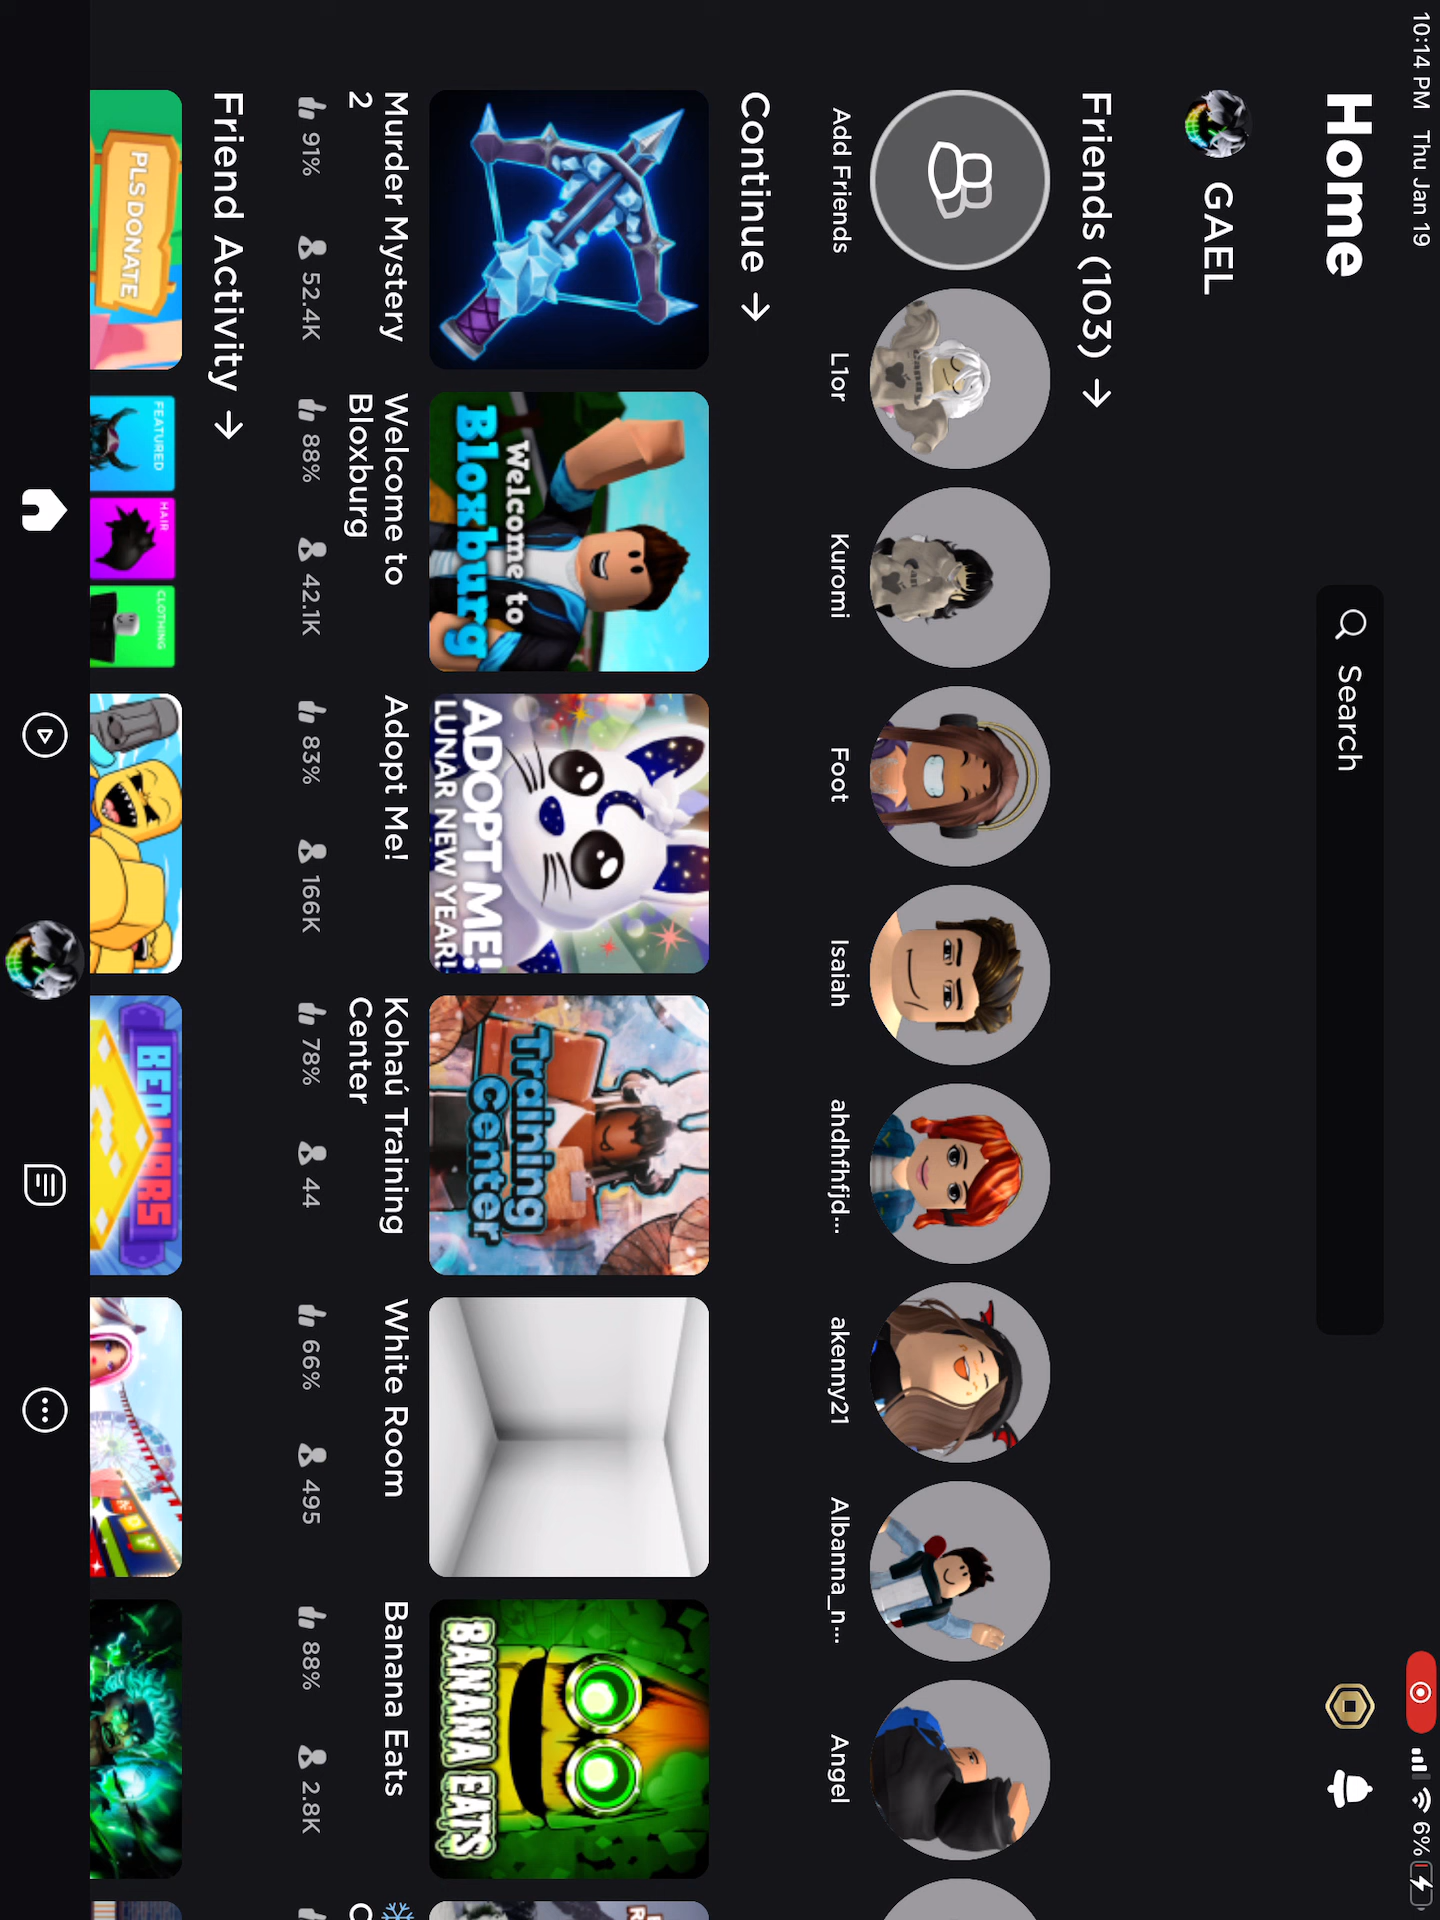 10:14 PM Thu Jan 19
6%
Home
Search
GAEL
Friends (103) →
Add Friends
L1or
Kuromi
Foot
Isaiah
ahdhfhfjd...
akenny21
Albanna_n...
Angel
Continue →
Welcome to
Bloxburg
ADOPT ME!
LUNAR NEW YEAR!
Training
Center
BANANA EATS
Murder Mystery
2
91% 52.4K
Welcome to
Bloxburg
88% 42.1K
Adopt Me!
83% 166K
Kohaú Training
Center
78% 44
White Room
66% 495
Banana Eats
88% 2.8K
Friend Activity →
PLS DONATE
FEATURED
HAIR
CLOTHING
BEDWARS